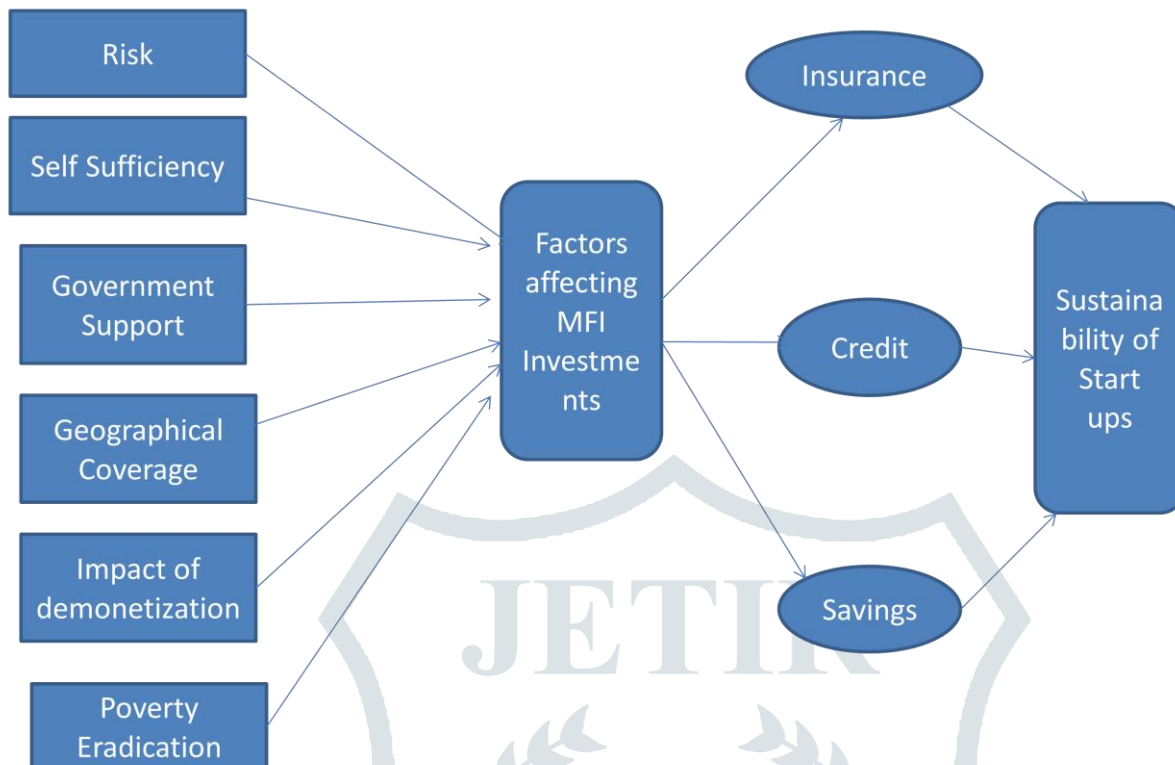 Risk
Self Sufficiency
Government
Support
Geographical
Coverage
Impact of
demonetization
Poverty
Eradication
Factors
affecting
MFI
Investme
nts
Insurance
Credit
Savings
Sustaina
bility of
Start
ups
JETIR